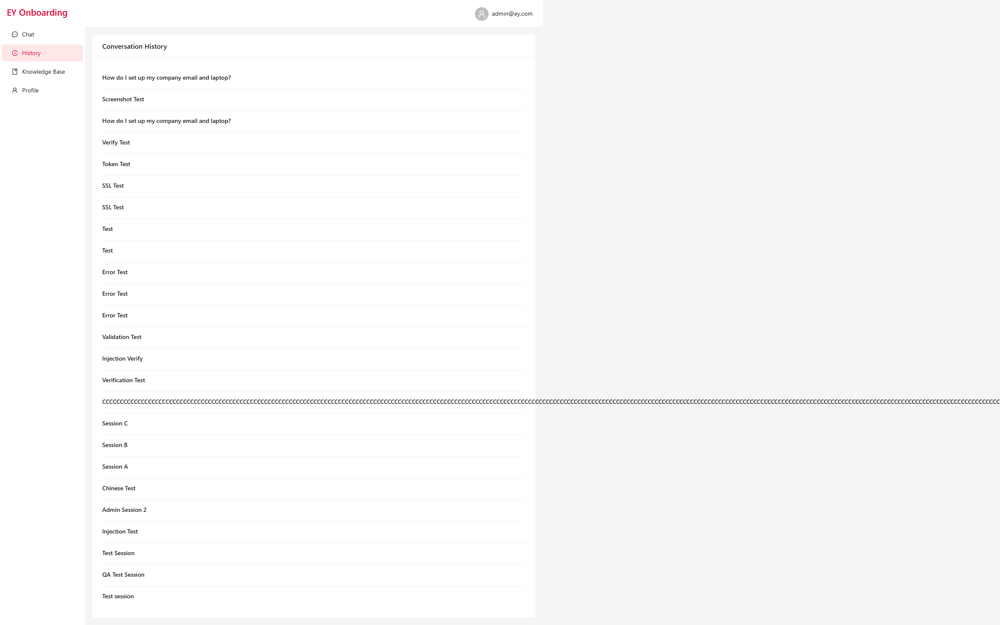 EY Onboarding
admin@ey.com
Chat
History
Knowledge Base
Profile
Conversation History
How do I set up my company email and laptop?
Screenshot Test
How do I set up my company email and laptop?
Verify Test
Token Test
SSL Test
SSL Test
Test
Test
Error Test
Error Test
Error Test
Validation Test
Injection Verify
Verification Test
Session C
Session B
Session A
Chinese Test
Admin Session 2
Injection Test
Test Session
QA Test Session
Test session